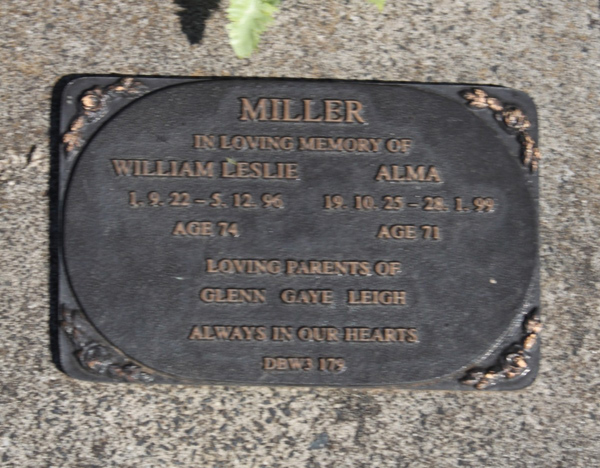 MILLER
IN LOVING MEMORY OF
WILLIAM LESLIE ALMA
1. 9. 22 – 5. 12. 96 19. 10. 25 – 28. 1. 99
AGE 74 AGE 71
LOVING PARENTS OF
GLENN GAYE LEIGH
ALWAYS IN OUR HEARTS
DBW3 179